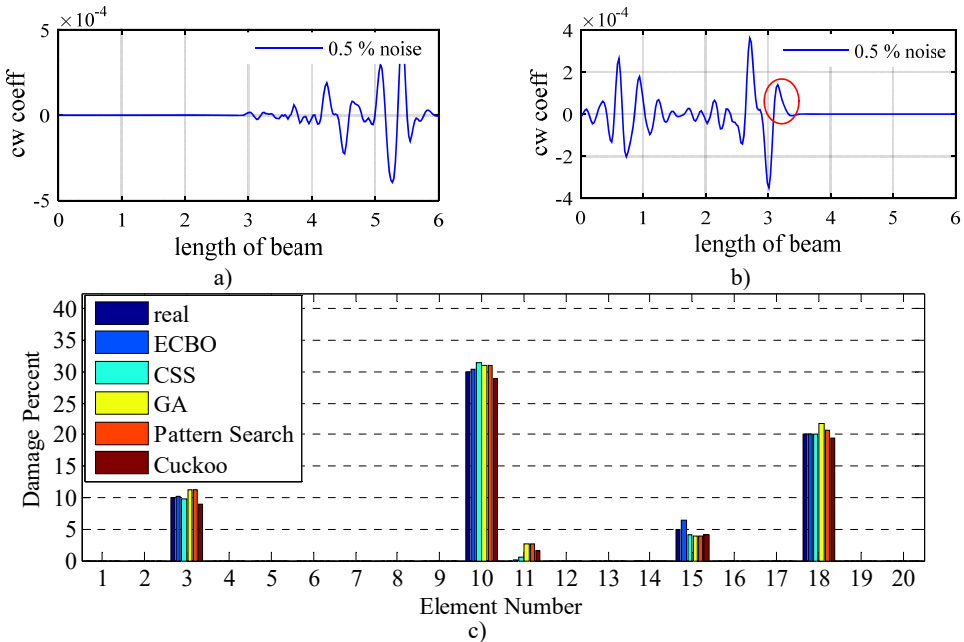 ×10-4
5
0
-5
cw coeff
0.5 % noise
0 1 2 3 4 5 6
length of beam
a)
×10-4
4
2
0
-2
-4
cw coeff
0.5 % noise
0 1 2 3 4 5 6
length of beam
b)
40
35
30
25
20
15
10
5
0
Damage Percent
real
ECBO
CSS
GA
Pattern Search
Cuckoo
1 2 3 4 5 6 7 8 9 10 11 12 13 14 15 16 17 18 19 20
Element Number
c)